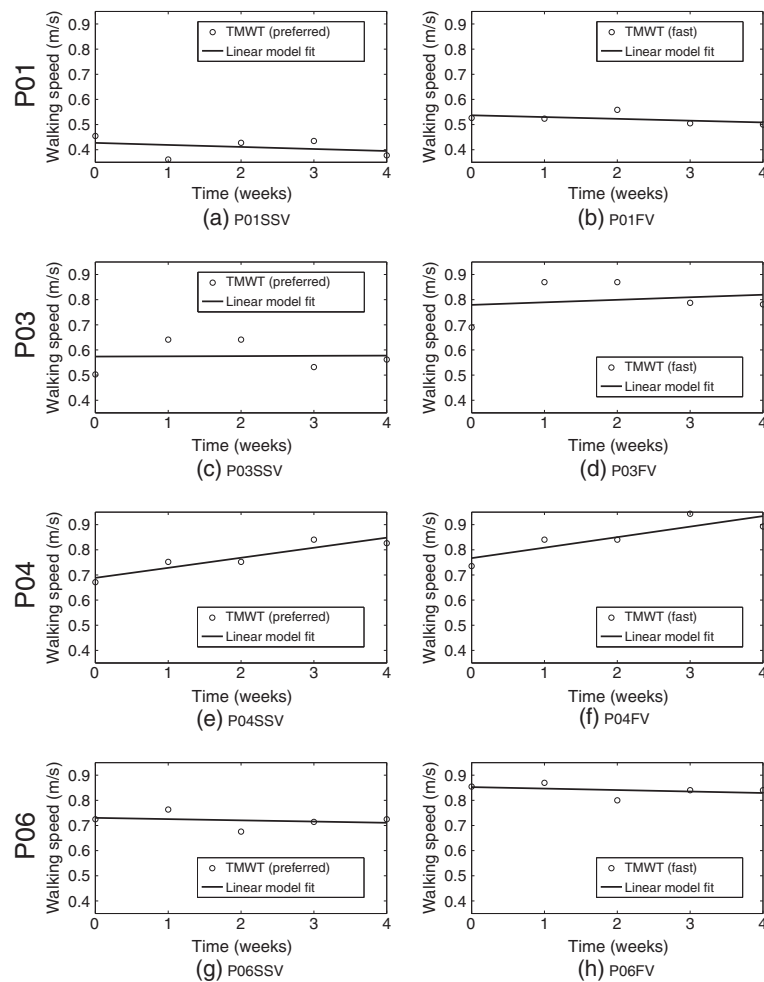 P01
Walking speed (m/s)
0.9
0.8
0.7
0.6
0.5
0.4
TMWT (preferred)
Linear model fit
0 1 2 3 4
Time (weeks)
(a) P01SSV
Walking speed (m/s)
0.9
0.8
0.7
0.6
0.5
0.4
TMWT (fast)
Linear model fit
0 1 2 3 4
Time (weeks)
(b) P01FV
P03
Walking speed (m/s)
0.9
0.8
0.7
0.6
0.5
0.4
TMWT (preferred)
Linear model fit
0 1 2 3 4
Time (weeks)
(c) P03SSV
Walking speed (m/s)
0.9
0.8
0.7
0.6
0.5
0.4
TMWT (fast)
Linear model fit
0 1 2 3 4
Time (weeks)
(d) P03FV
P04
Walking speed (m/s)
0.9
0.8
0.7
0.6
0.5
0.4
TMWT (preferred)
Linear model fit
0 1 2 3 4
Time (weeks)
(e) P04SSV
Walking speed (m/s)
0.9
0.8
0.7
0.6
0.5
0.4
TMWT (fast)
Linear model fit
0 1 2 3 4
Time (weeks)
(f) P04FV
P06
Walking speed (m/s)
0.9
0.8
0.7
0.6
0.5
0.4
TMWT (preferred)
Linear model fit
0 1 2 3 4
Time (weeks)
(g) P06SSV
Walking speed (m/s)
0.9
0.8
0.7
0.6
0.5
0.4
TMWT (fast)
Linear model fit
0 1 2 3 4
Time (weeks)
(h) P06FV